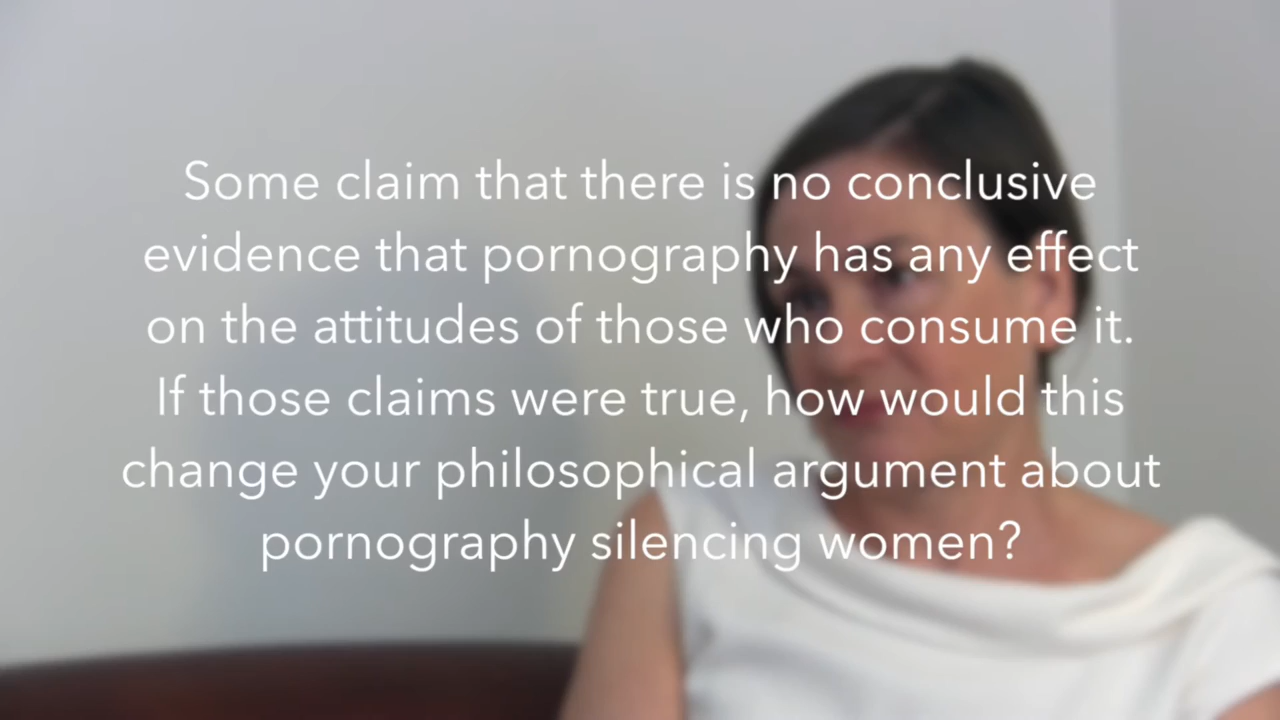 Some claim that there is no conclusive
evidence that pornography has any effect
on the attitudes of those who consume it.
If those claims were true, how would this
change your philosophical argument about
pornography silencing women?